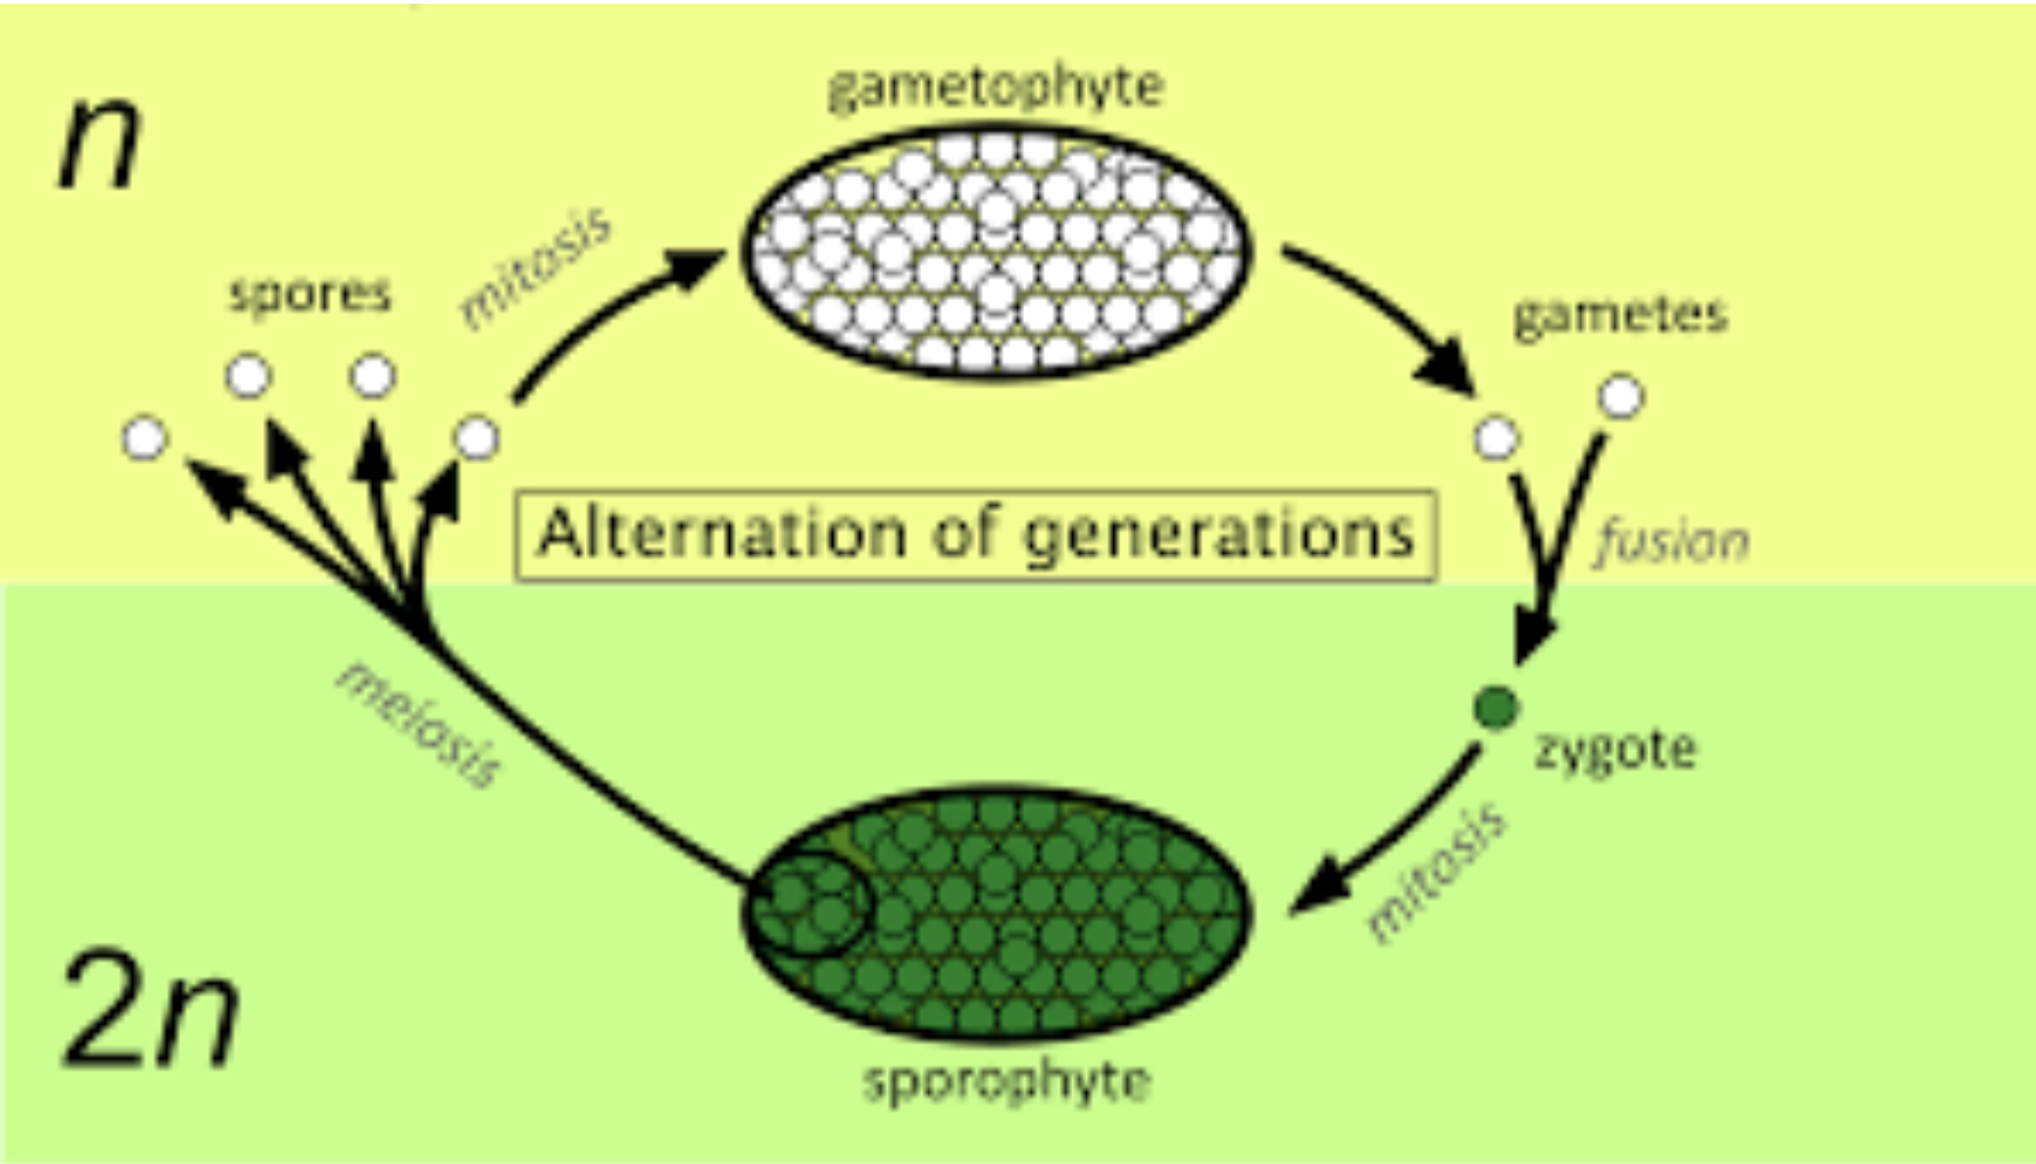 n
gametophyte
mitosis
spores
gametes
Alternation of generations
fusion
meiosis
zygote
mitosis
2n
sporophyte